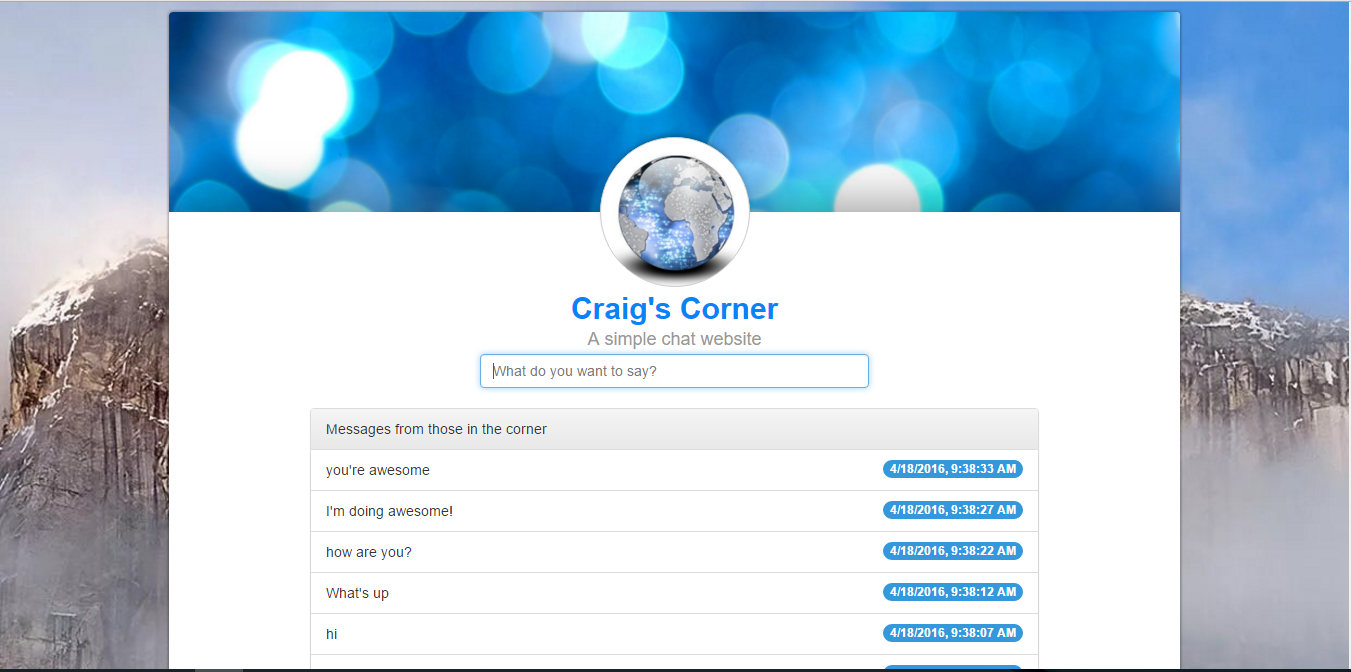 Craig's Corner
A simple chat website
What do you want to say?
Messages from those in the corner
you're awesome 4/18/2016, 9:38:33 AM
I'm doing awesome! 4/18/2016, 9:38:27 AM
how are you? 4/18/2016, 9:38:22 AM
What's up 4/18/2016, 9:38:12 AM
hi 4/18/2016, 9:38:07 AM